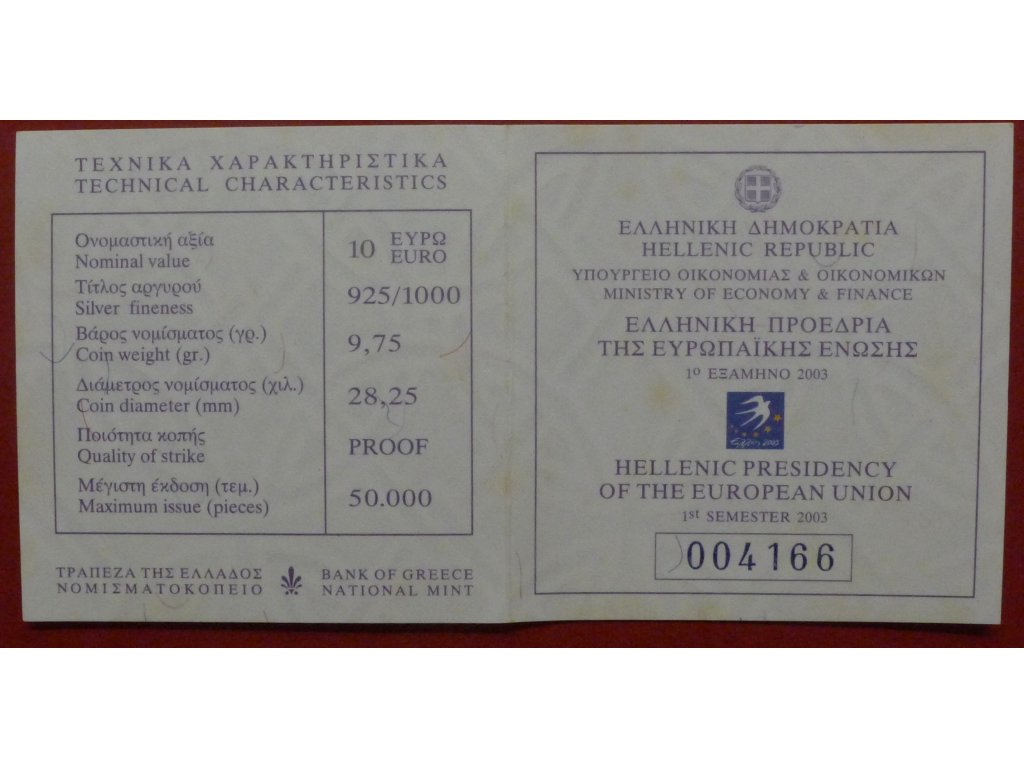 ΤΕΧΝΙΚΑ ΧΑΡΑΚΤΗΡΙΣΤΙΚΑ
TECHNICAL CHARACTERISTICS
Ονομαστική αξία
Nominal value
10 ΕΥΡΩ
EURO
Τίτλος αργυρού
Silver fineness
925/1000
Βάρος νομίσματος (γρ.)
Coin weight (gr.)
9,75
Διάμετρος νομίσματος (χιλ.)
Coin diameter (mm)
28,25
Ποιότητα κοπής
Quality of strike
PROOF
Μέγιστη έκδοση (τεμ.)
Maximum issue (pieces)
50.000
ΤΡΑΠΕΖΑ ΤΗΣ ΕΛΛΑΔΟΣ
ΝΟΜΙΣΜΑΤΟΚΟΠΕΙΟ
BANK OF GREECE
NATIONAL MINT
ΕΛΛΗΝΙΚΗ ΔΗΜΟΚΡΑΤΙΑ
HELLENIC REPUBLIC
ΥΠΟΥΡΓΕΙΟ ΟΙΚΟΝΟΜΙΑΣ & ΟΙΚΟΝΟΜΙΚΩΝ
MINISTRY OF ECONOMY & FINANCE
ΕΛΛΗΝΙΚΗ ΠΡΟΕΔΡΙΑ
ΤΗΣ ΕΥΡΩΠΑΪΚΗΣ ΕΝΩΣΗΣ
1ο ΕΞΑΜΗΝΟ 2003
2003
HELLENIC PRESIDENCY
OF THE EUROPEAN UNION
1st SEMESTER 2003
004166